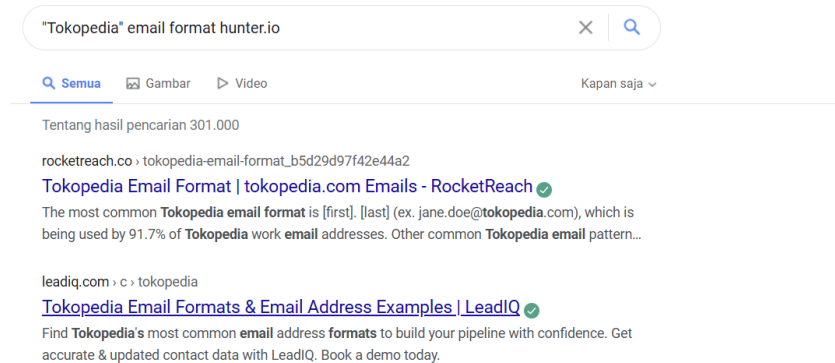 "Tokopedia" email format hunter.io
Semua Gambar Video Kapan saja
Tentang hasil pencarian 301.000
rocketreach.co › tokopedia-email-format_b5d29d97f42e44a2
Tokopedia Email Format | tokopedia.com Emails - RocketReach
The most common Tokopedia email format is [first]. [last] (ex. jane.doe@tokopedia.com), which is
being used by 91.7% of Tokopedia work email addresses. Other common Tokopedia email pattern...
leadiq.com › c › tokopedia
Tokopedia Email Formats & Email Address Examples | LeadIQ
Find Tokopedia's most common email address formats to build your pipeline with confidence. Get
accurate & updated contact data with LeadIQ. Book a demo today.